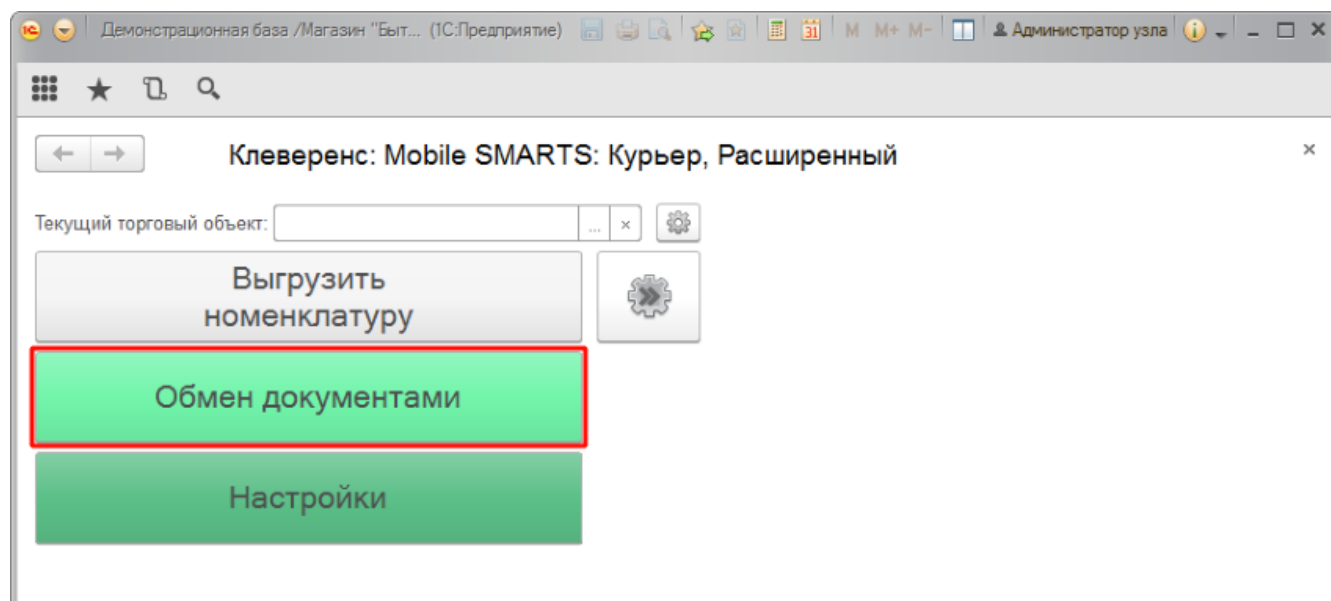 Демонстрационная база /Магазин "Быт... (1С:Предприятие) 31 M M+ M- Администратор узла
Клеверенс: Mobile SMARTS: Курьер, Расширенный
Текущий торговый объект: ...
Выгрузить
номенклатуру
Обмен документами
Настройки